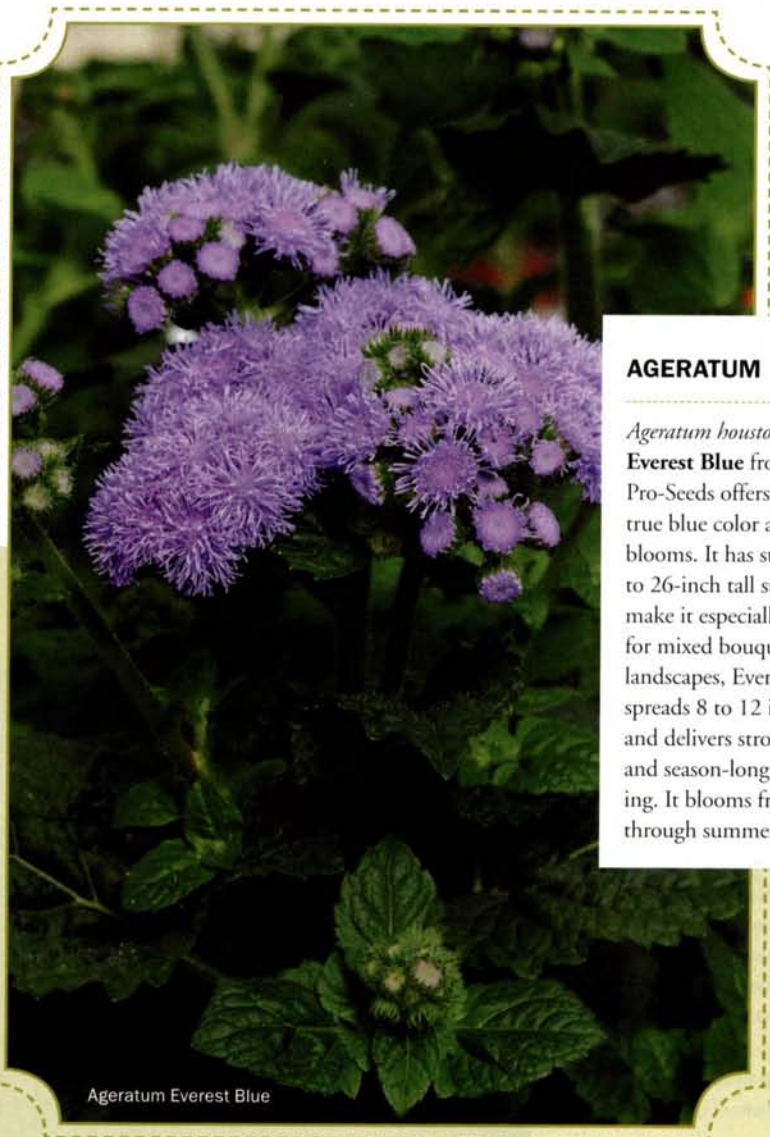 AGERATUM
Ageratum housto
Everest Blue fro
Pro-Seeds offers
true blue color a
blooms. It has st
to 26-inch tall s
make it especiall
for mixed bouqu
landscapes, Ever
spreads 8 to 12 i
and delivers stro
and season-long
ing. It blooms fr
through summe
Ageratum Everest Blue